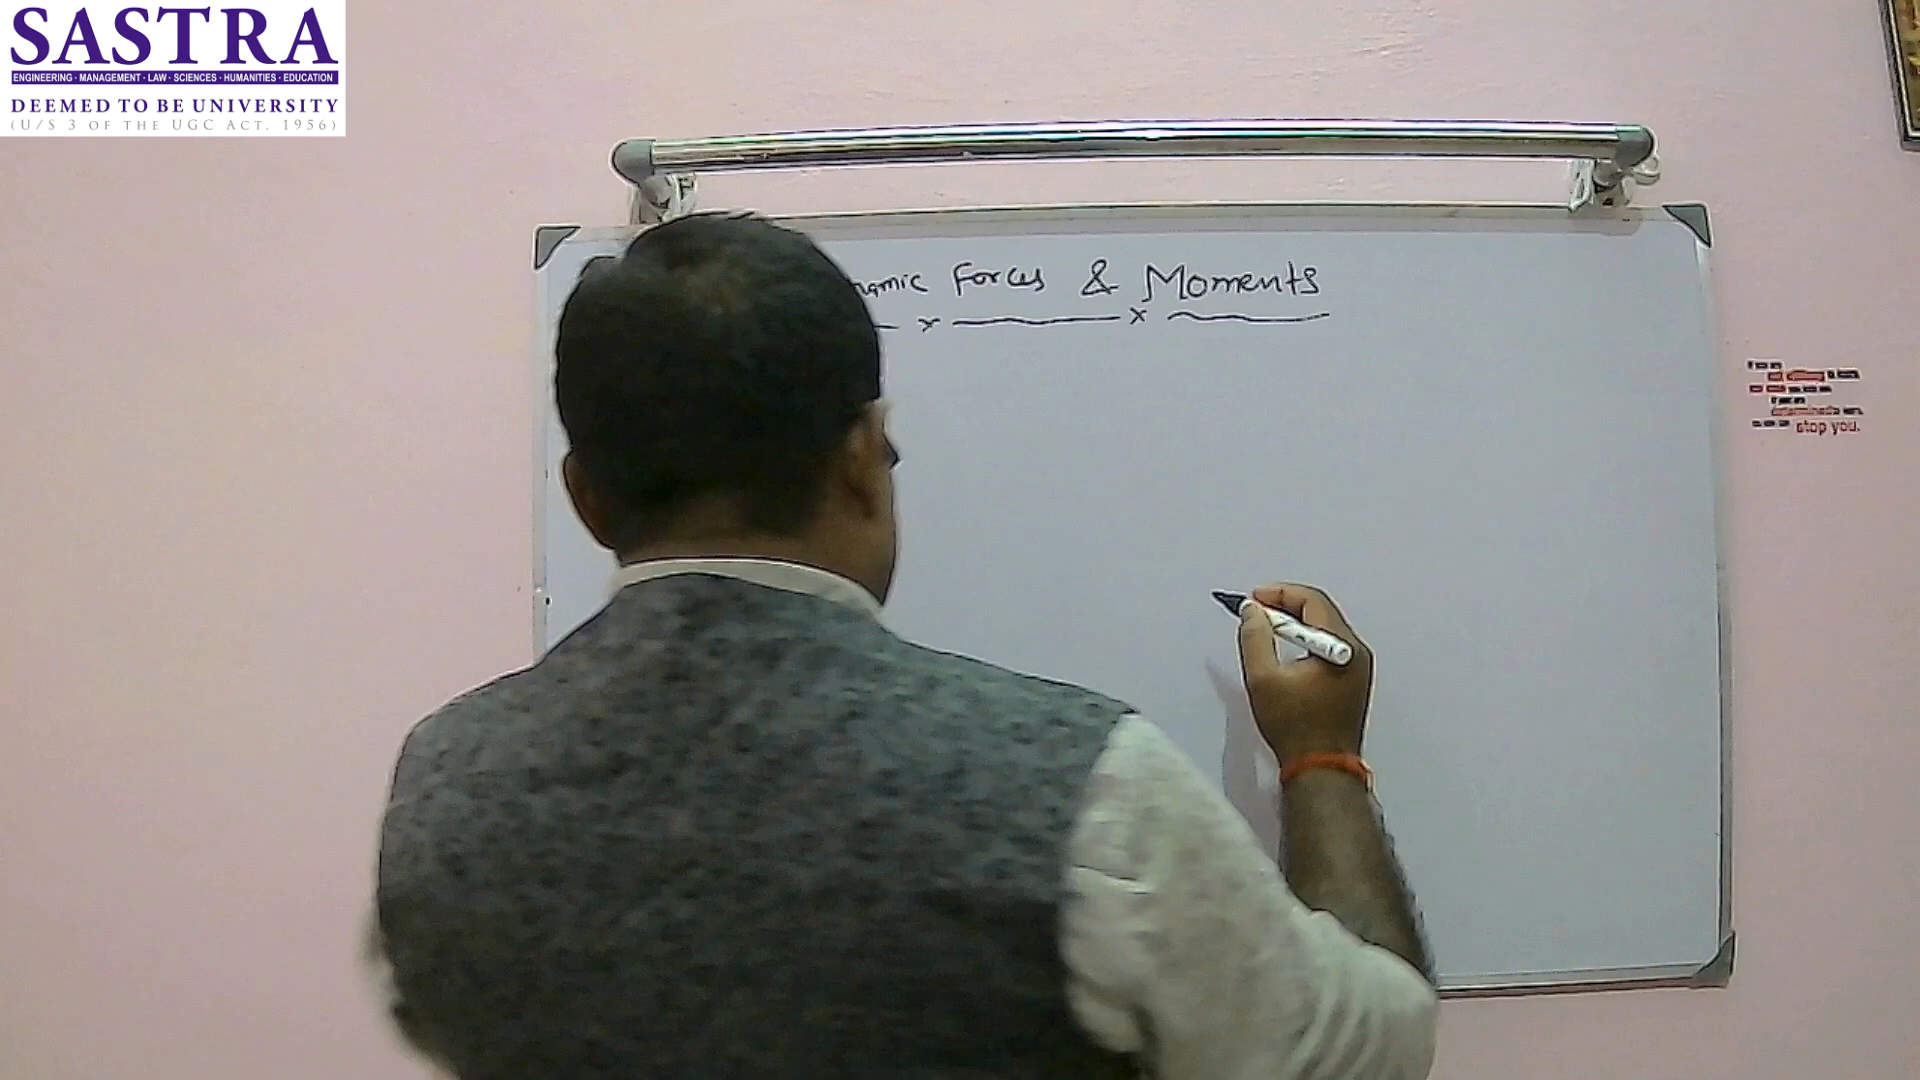 SASTRA
ENGINEERING · MANAGEMENT · LAW · SCIENCES · HUMANITIES · EDUCATION
DEEMED TO BE UNIVERSITY
(U/S 3 OF THE UGC ACT, 1956)
namic Forces & Moments
stop you.